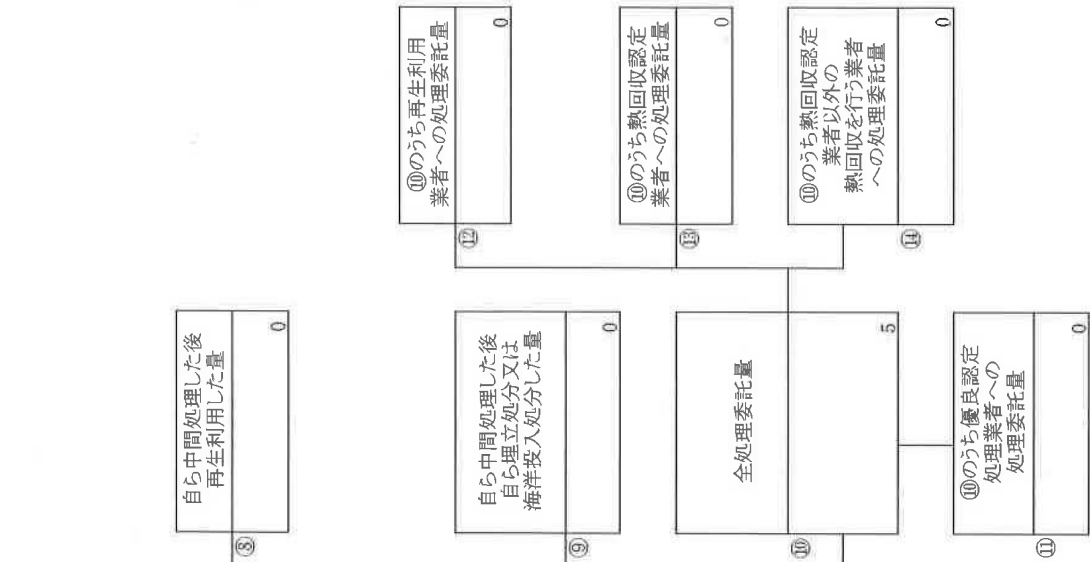 自ら中間処理した後
再生利用した量
⑧
0
自ら中間処理した後
自ら埋立処分又は
海洋投入処分した量
⑨
0
全処理委託量
⑩
5
⑩のうち優良認定
処理業者への
処理委託量
⑪
0
⑩のうち再生利用
業者への処理委託量
⑫
0
⑩のうち熱回収認定
業者への処理委託量
⑬
0
⑩のうち熱回収認定
業者以外の
熱回収を行う業者
への処理委託量
⑭
0